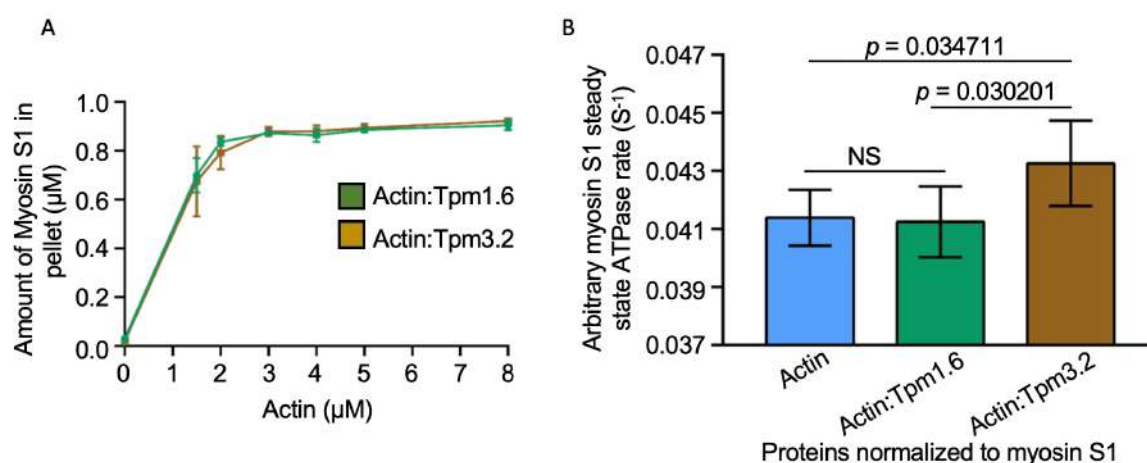 A
Amount of Myosin S1 in
pellet (µM)
1.0
0.8
0.6
0.4
0.2
0.0
0 1 2 3 4 5 6 7 8
Actin (µM)
Actin:Tpm1.6
Actin:Tpm3.2
B
Arbitrary myosin S1 steady
state ATPase rate (S⁻¹)
0.047
0.045
0.043
0.041
0.039
0.037
p = 0.034711
p = 0.030201
NS
Actin
Actin:Tpm1.6
Actin:Tpm3.2
Proteins normalized to myosin S1